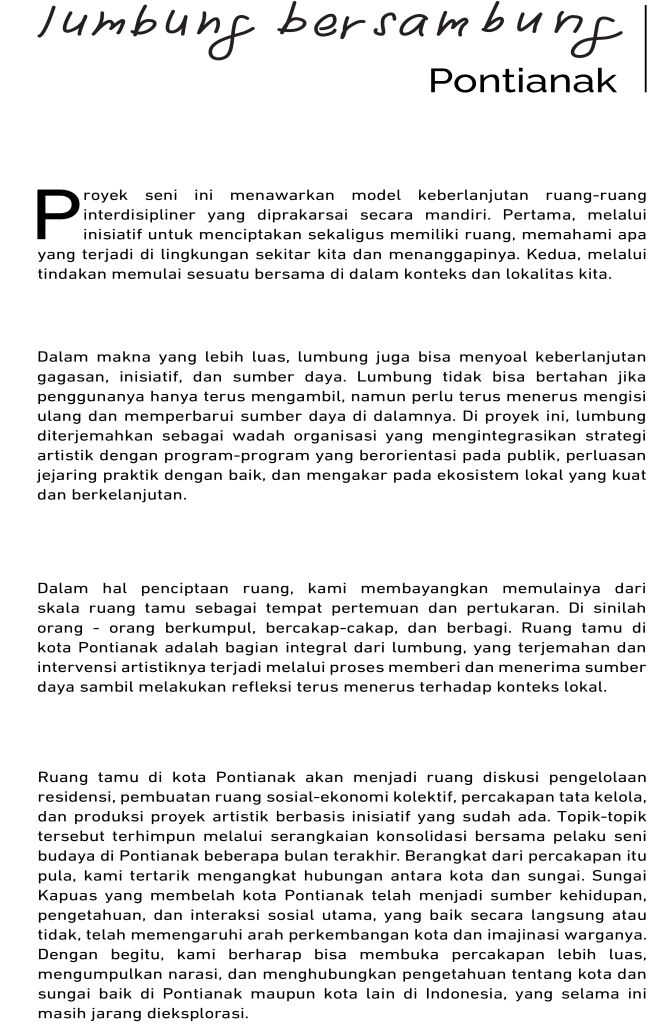 lumbung bersambung
Pontianak
Proyek seni ini menawarkan model keberlanjutan ruang-ruang
interdisipliner yang diprakarsai secara mandiri. Pertama, melalui
inisiatif untuk menciptakan sekaligus memiliki ruang, memahami apa
yang terjadi di lingkungan sekitar kita dan menanggapinya. Kedua, melalui
tindakan memulai sesuatu bersama di dalam konteks dan lokalitas kita.
Dalam makna yang lebih luas, lumbung juga bisa menyoal keberlanjutan
gagasan, inisiatif, dan sumber daya. Lumbung tidak bisa bertahan jika
penggunanya hanya terus mengambil, namun perlu terus menerus mengisi
ulang dan memperbarui sumber daya di dalamnya. Di proyek ini, lumbung
diterjemahkan sebagai wadah organisasi yang mengintegrasikan strategi
artistik dengan program-program yang berorientasi pada publik, perluasan
jejaring praktik dengan baik, dan mengakar pada ekosistem lokal yang kuat
dan berkelanjutan.
Dalam hal penciptaan ruang, kami membayangkan memulainya dari
skala ruang tamu sebagai tempat pertemuan dan pertukaran. Di sinilah
orang - orang berkumpul, bercakap-cakap, dan berbagi. Ruang tamu di
kota Pontianak adalah bagian integral dari lumbung, yang terjemahan dan
intervensi artistiknya terjadi melalui proses memberi dan menerima sumber
daya sambil melakukan refleksi terus menerus terhadap konteks lokal.
Ruang tamu di kota Pontianak akan menjadi ruang diskusi pengelolaan
residensi, pembuatan ruang sosial-ekonomi kolektif, percakapan tata kelola,
dan produksi proyek artistik berbasis inisiatif yang sudah ada. Topik-topik
tersebut terhimpun melalui serangkaian konsolidasi bersama pelaku seni
budaya di Pontianak beberapa bulan terakhir. Berangkat dari percakapan itu
pula, kami tertarik mengangkat hubungan antara kota dan sungai. Sungai
Kapuas yang membelah kota Pontianak telah menjadi sumber kehidupan,
pengetahuan, dan interaksi sosial utama, yang baik secara langsung atau
tidak, telah memengaruhi arah perkembangan kota dan imajinasi warganya.
Dengan begitu, kami berharap bisa membuka percakapan lebih luas,
mengumpulkan narasi, dan menghubungkan pengetahuan tentang kota dan
sungai baik di Pontianak maupun kota lain di Indonesia, yang selama ini
masih jarang dieksplorasi.